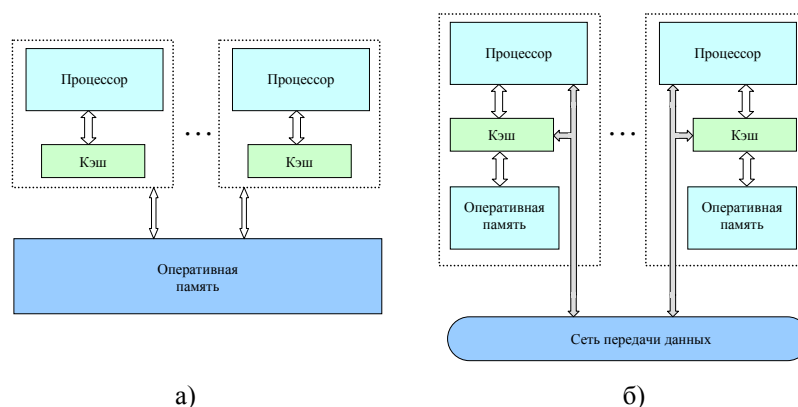 Процессор
Процессор
. . .
Кэш
Кэш
Оперативная
память
а)
Процессор
Процессор
. . .
Кэш
Кэш
Оперативная
память
Оперативная
память
Сеть передачи данных
б)